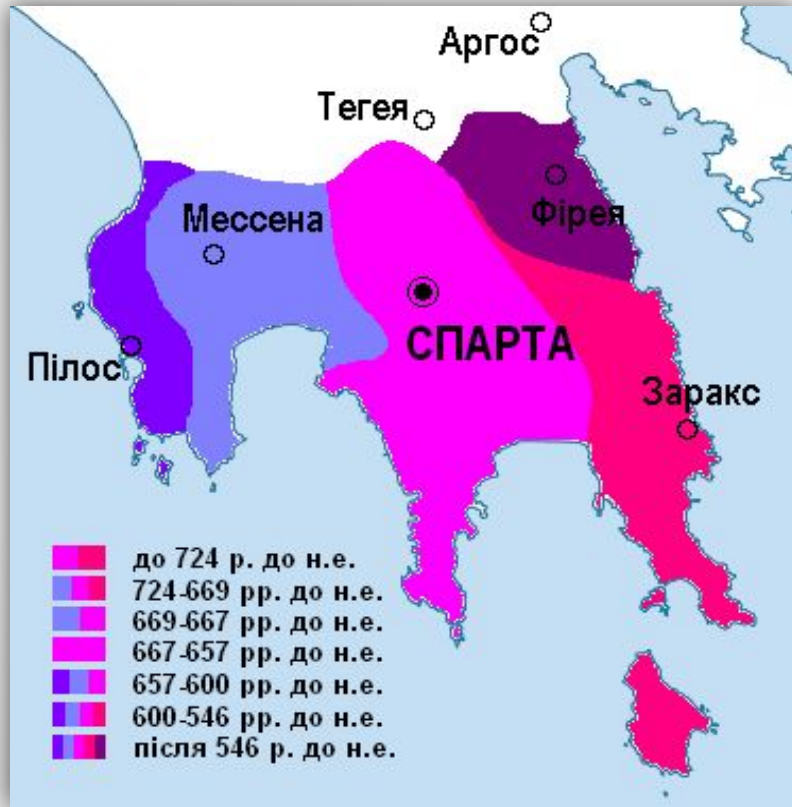 Аргос
Тегея
Фірея
Мессена
СПАРТА
Пілос
Заракс
до 724 р. до н.е.
724-669 рр. до н.е.
669-667 рр. до н.е.
667-657 рр. до н.е.
657-600 рр. до н.е.
600-546 рр. до н.е.
після 546 р. до н.е.